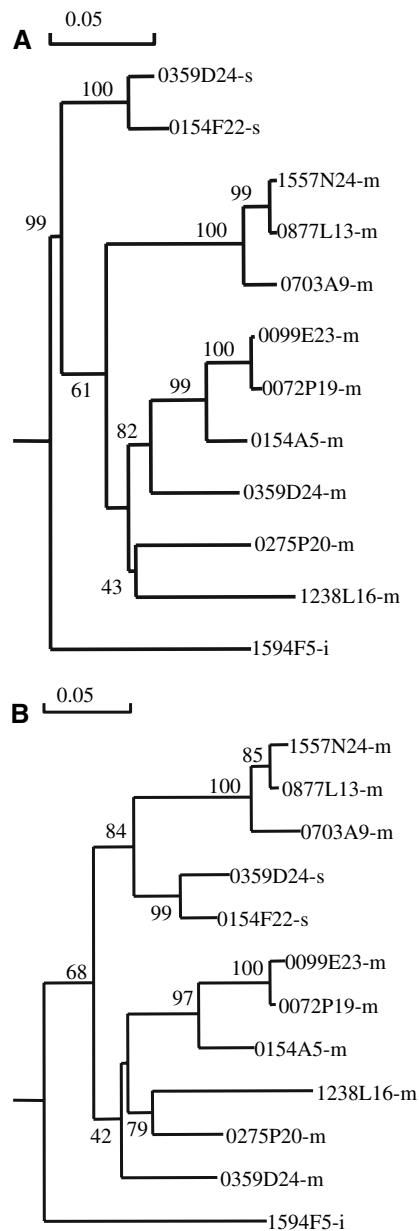 0.05
A
100
0359D24-s
0154F22-s
99
1557N24-m
99
100
0877L13-m
0703A9-m
0099E23-m
100
61
99
0072P19-m
82
0154A5-m
0359D24-m
0275P20-m
43
1238L16-m
1594F5-i
0.05
B
1557N24-m
85
100
0877L13-m
84
0703A9-m
0359D24-s
99
0154F22-s
0099E23-m
68
100
97
0072P19-m
0154A5-m
1238L16-m
42
79
0275P20-m
0359D24-m
1594F5-i